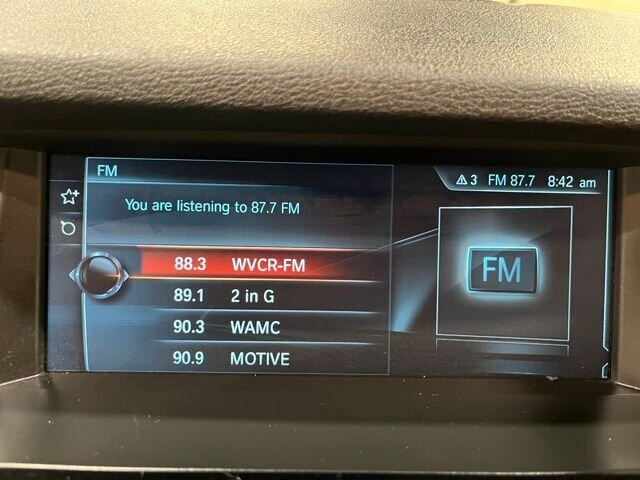 FM
3 FM 87.7 8:42 am
You are listening to 87.7 FM
88.3 WVCR-FM
89.1 2 in G
90.3 WAMC
90.9 MOTIVE
FM